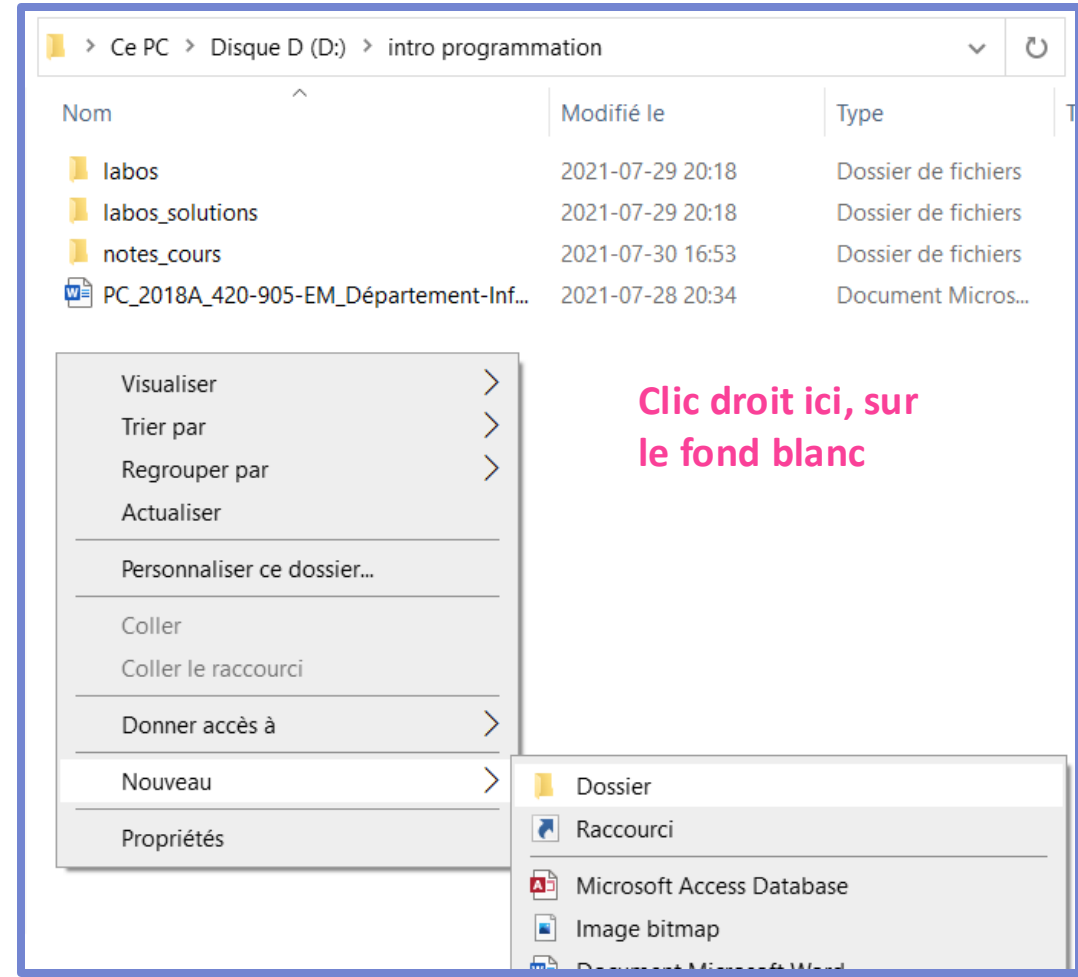 Ce PC > Disque D (D:) > intro programmation
Nom Modifié le Type T
labos 2021-07-29 20:18 Dossier de fichiers
labos_solutions 2021-07-29 20:18 Dossier de fichiers
notes_cours 2021-07-30 16:53 Dossier de fichiers
PC_2018A_420-905-EM_Département-Inf... 2021-07-28 20:34 Document Micros...
Visualiser
Trier par
Regrouper par
Actualiser
Personnaliser ce dossier...
Coller
Coller le raccourci
Donner accès à
Nouveau
Propriétés
Clic droit ici, sur
le fond blanc
Dossier
Raccourci
Microsoft Access Database
Image bitmap
Document Microsoft Word